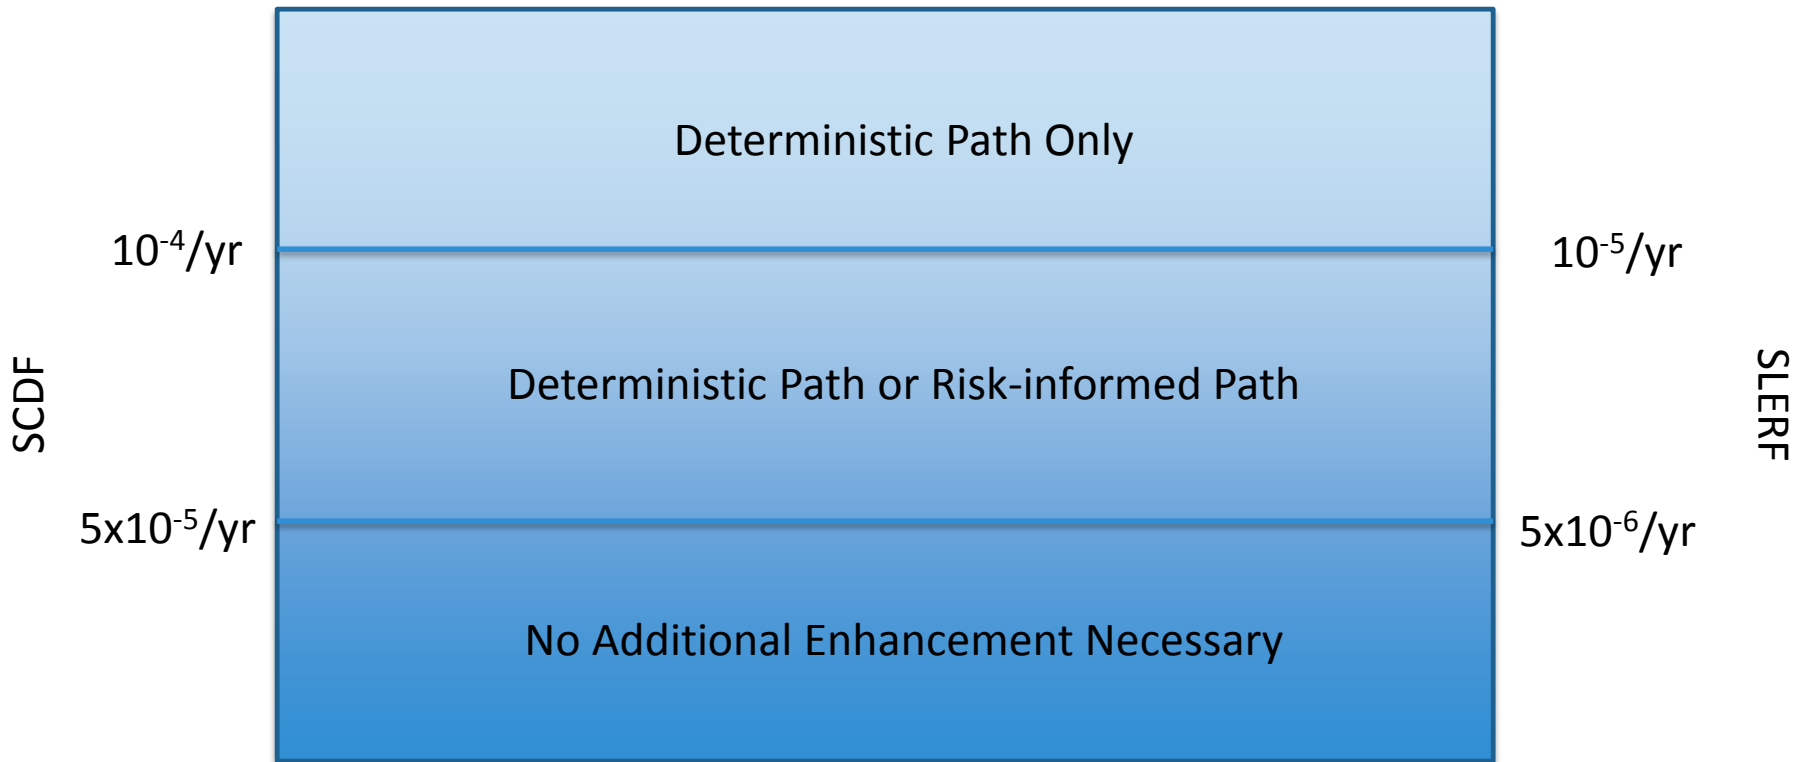 Deterministic Path Only
10⁻⁴/yr
10⁻⁵/yr
SCDF
Deterministic Path or Risk-informed Path
SLERF
5x10⁻⁵/yr
5x10⁻⁶/yr
No Additional Enhancement Necessary